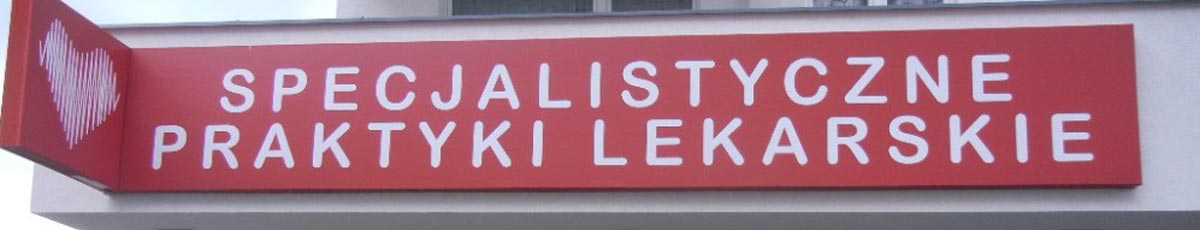 SPECJALISTYCZNE
PRAKTYKI LEKARSKIE